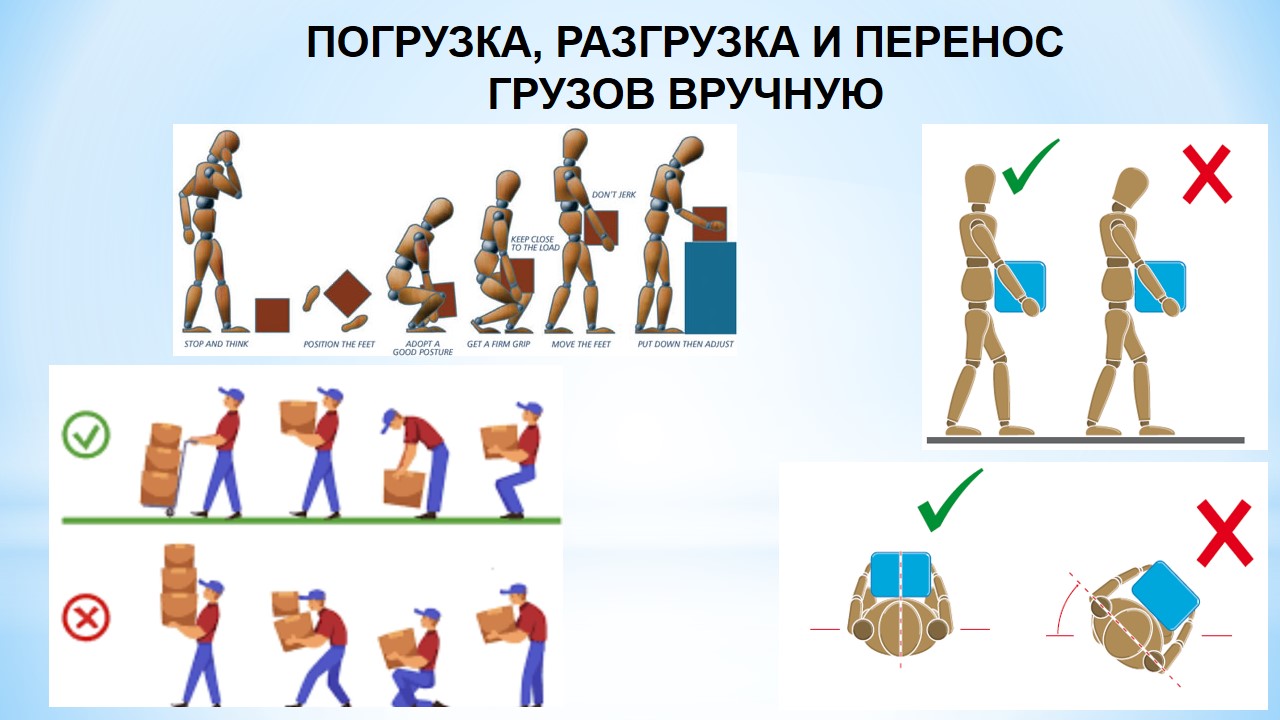 ПОГРУЗКА, РАЗГРУЗКА И ПЕРЕНОС
ГРУЗОВ ВРУЧНУЮ
DON'T JERK
KEEP CLOSE
TO THE LOAD
STOP AND THINK
POSITION THE FEET
ADOPT A
GOOD POSTURE
GET A FIRM GRIP
MOVE THE FEET
PUT DOWN THEN ADJUST